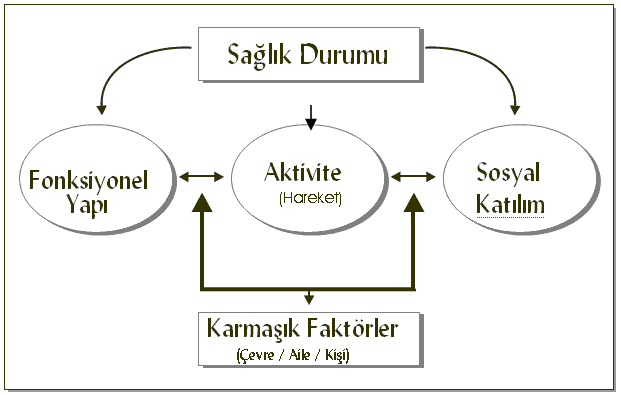 Sağlık Durumu
Fonksiyonel
Yapı
Aktivite
(Hareket)
Sosyal
Katılım
Karmaşık Faktörler
(Çevre / Aile / Kişi)